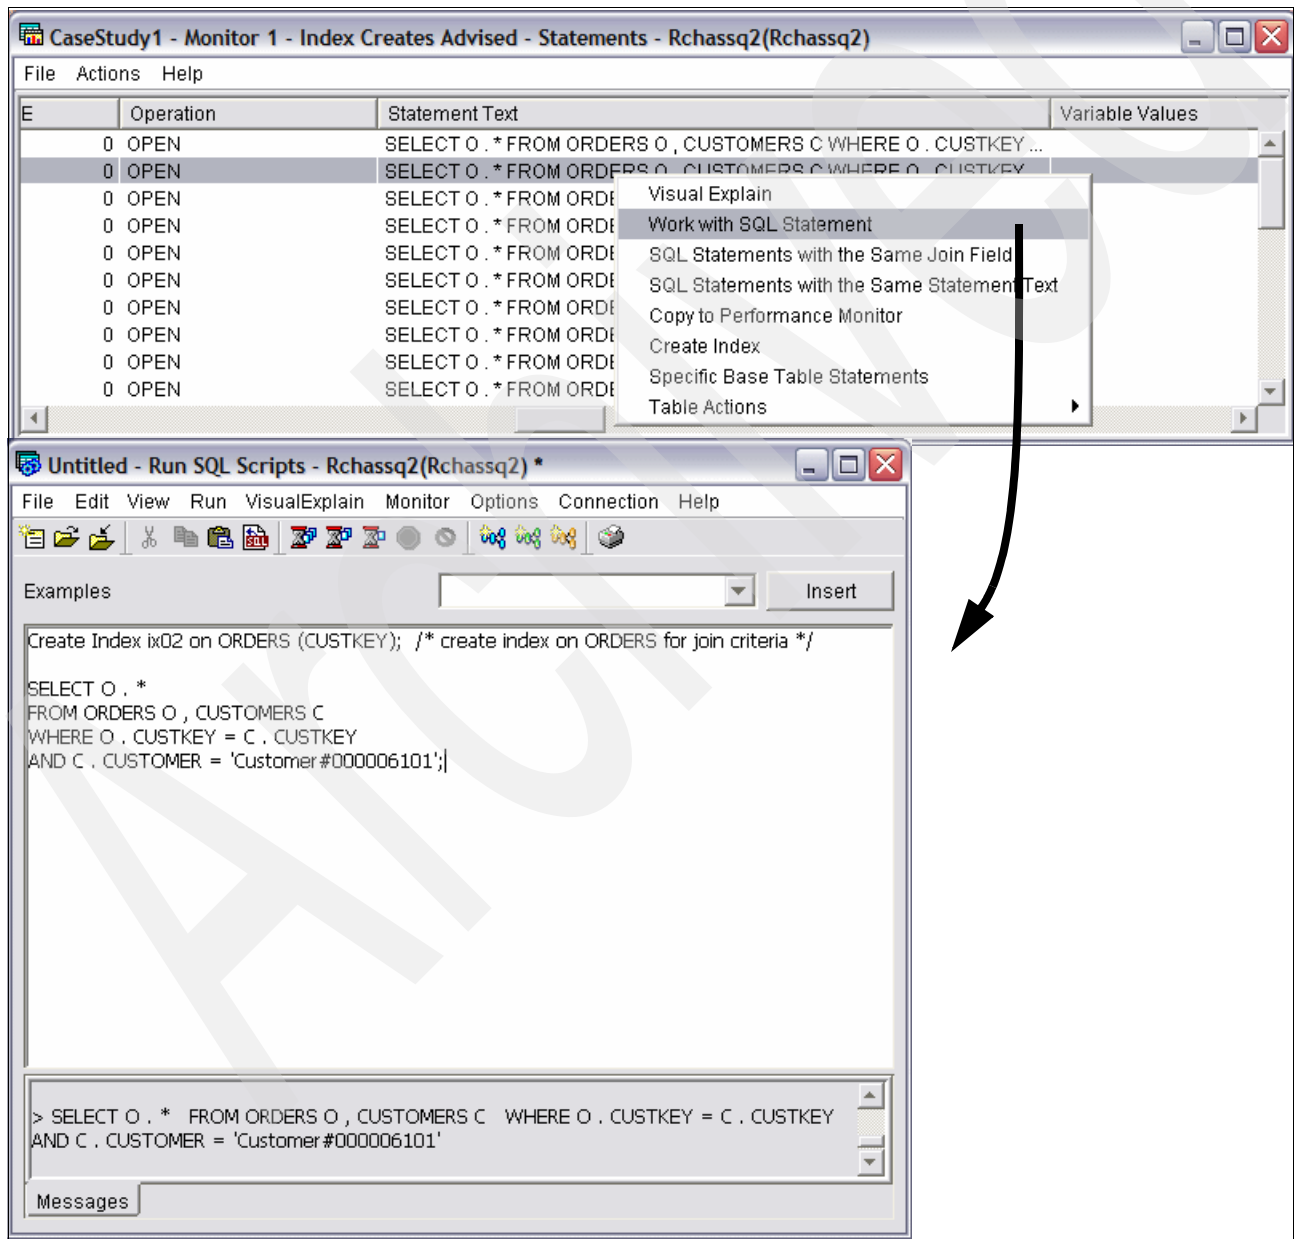 CaseStudy1 - Monitor 1 - Index Creates Advised - Statements - Rchassq2(Rchassq2)
File Actions Help
E Operation Statement Text Variable Values
0 OPEN SELECT O . * FROM ORDERS O , CUSTOMERS C WHERE O . CUSTKEY ...
0 OPEN SELECT O . * FROM ORDERS O , CUSTOMERS C WHERE O . CUSTKEY
0 OPEN SELECT O . * FROM ORDE
0 OPEN SELECT O . * FROM ORDE
0 OPEN SELECT O . * FROM ORDE
0 OPEN SELECT O . * FROM ORDE
0 OPEN SELECT O . * FROM ORDE
0 OPEN SELECT O . * FROM ORDE
0 OPEN SELECT O . * FROM ORDE
0 OPEN SELECT O . * FROM ORDE
Visual Explain
Work with SQL Statement
SQL Statements with the Same Join Field
SQL Statements with the Same Statement Text
Copy to Performance Monitor
Create Index
Specific Base Table Statements
Table Actions
Untitled - Run SQL Scripts - Rchassq2(Rchassq2) *
File Edit View Run VisualExplain Monitor Options Connection Help
SQL
Examples Insert
Create Index ix02 on ORDERS (CUSTKEY); /* create index on ORDERS for join criteria */
SELECT O . *
FROM ORDERS O , CUSTOMERS C
WHERE O . CUSTKEY = C . CUSTKEY
AND C . CUSTOMER = 'Customer#000006101';
> SELECT O . * FROM ORDERS O , CUSTOMERS C WHERE O . CUSTKEY = C . CUSTKEY
AND C . CUSTOMER = 'Customer#000006101'
Messages
Archived